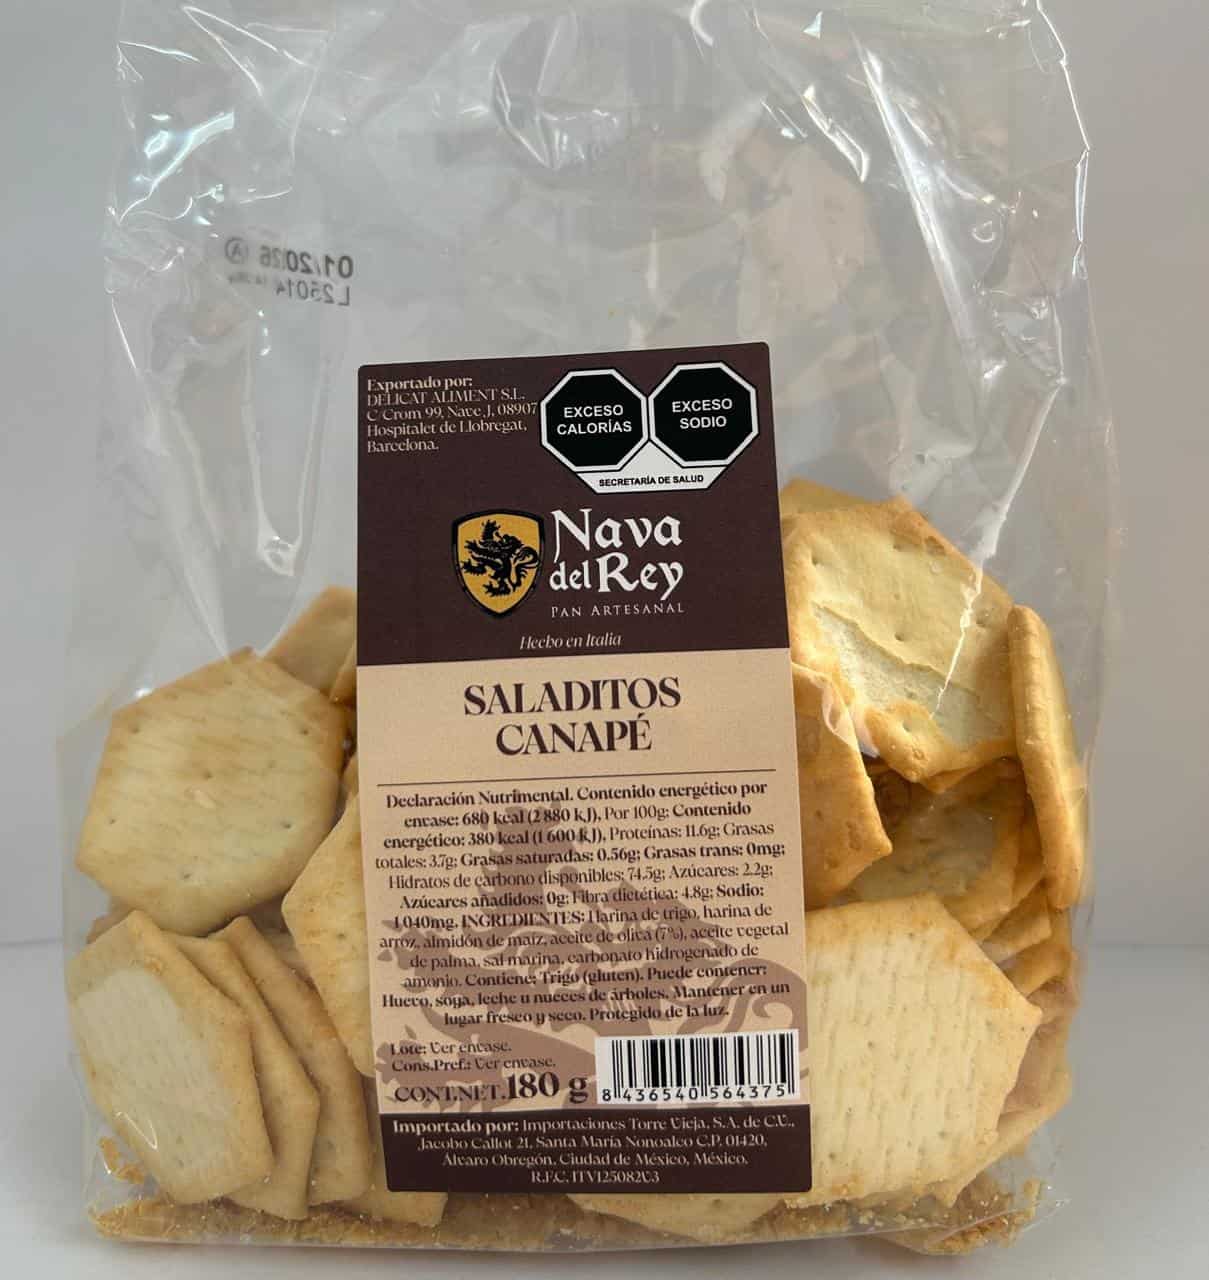 01/2026 A
L25014
Exportado por:
DELICAT ALIMENT S.L.
C/Crom 99, Nave J, 08907
Hospitalet de Llobregat,
Barcelona.
EXCESO
CALORÍAS
EXCESO
SODIO
SECRETARÍA DE SALUD
Nava
del Rey
PAN ARTESANAL
Hecho en Italia
SALADITOS
CANAPÉ
Declaración Nutrimental. Contenido energético por
envase: 680 kcal (2 880 kJ). Por 100g: Contenido
energético: 380 kcal (1 600 kJ), Proteínas: 11.6g; Grasas
totales: 3.7g; Grasas saturadas: 0.56g; Grasas trans: 0mg;
Hidratos de carbono disponibles: 74.5g; Azúcares: 2.2g;
Azúcares añadidos: 0g; Fibra dietética: 4.8g; Sodio:
1 040mg. INGREDIENTES: Harina de trigo, harina de
arroz, almidón de maíz, aceite de oliva (7%), aceite vegetal
de palma, sal marina, carbonato hidrogenado de
amonio. Contiene: Trigo (gluten). Puede contener:
Huevo, soya, leche u nueces de árboles. Mantener en un
lugar fresco y seco. Protegido de la luz.
Lote: Ver envase.
Cons.Pref.: Ver envase.
CONT.NET. 180 g
8 436540 564375
Importado por: Importaciones Torre Vieja, S.A. de C.V.,
Jacobo Callot 21, Santa María Nonoalco C.P. 01420,
Álvaro Obregón, Ciudad de México, México.
R.F.C. ITV125082V3